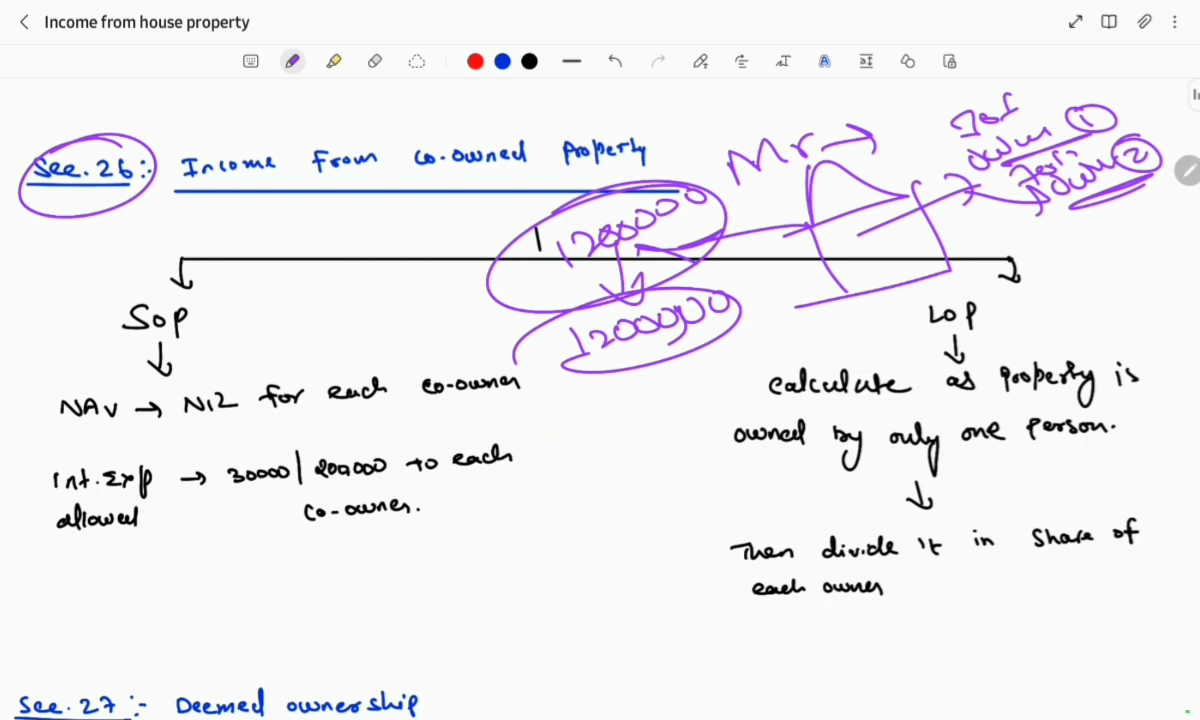 Income from house property
Sec. 26 :- Income From co-owned Property
Mr
①
②
1200000
1200000
SOP
NAV → Nil for each co-owner
Int. Exp → 30000/200000 to each
allowed co-owner.
LOP
calculate as property is
owned by only one person.
Then divide it in share of
each owner
Sec. 27 :- Deemed ownership